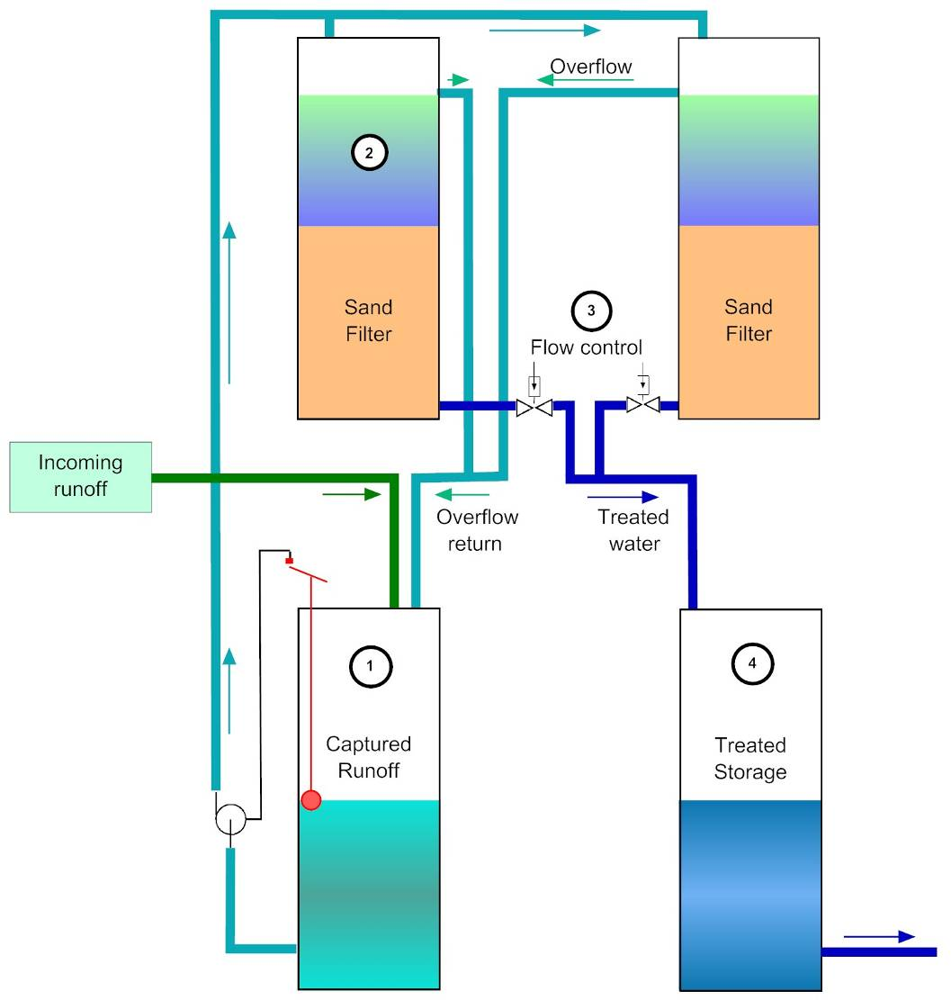 Overflow
2
Sand
Filter
Sand
Filter
3
Flow control
Incoming
runoff
Overflow
return
Treated
water
1
4
Captured
Runoff
Treated
Storage